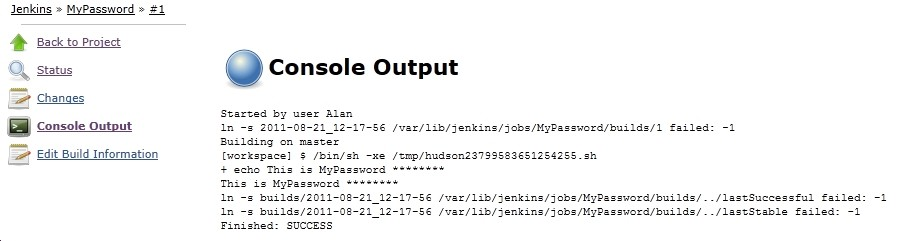 Jenkins » MyPassword » #1
Back to Project
Status
Changes
Console Output
Edit Build Information
Console Output
Started by user Alan
ln -s 2011-08-21_12-17-56 /var/lib/jenkins/jobs/MyPassword/builds/1 failed: -1
Building on master
[workspace] $ /bin/sh -xe /tmp/hudson23799583651254255.sh
+ echo This is MyPassword ********
This is MyPassword ********
ln -s builds/2011-08-21_12-17-56 /var/lib/jenkins/jobs/MyPassword/builds/../lastSuccessful failed: -1
ln -s builds/2011-08-21_12-17-56 /var/lib/jenkins/jobs/MyPassword/builds/../lastStable failed: -1
Finished: SUCCESS